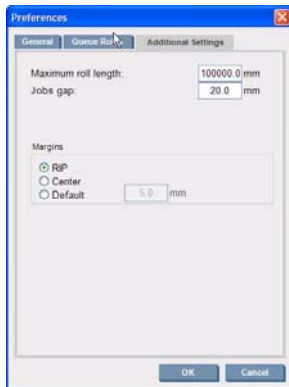 Preferences
General Queue Rules Additional Settings
Maximum roll length: 100000.0 mm
Jobs gap: 20.0 mm
Margins
RIP
Center
Default 5.0 mm
OK Cancel